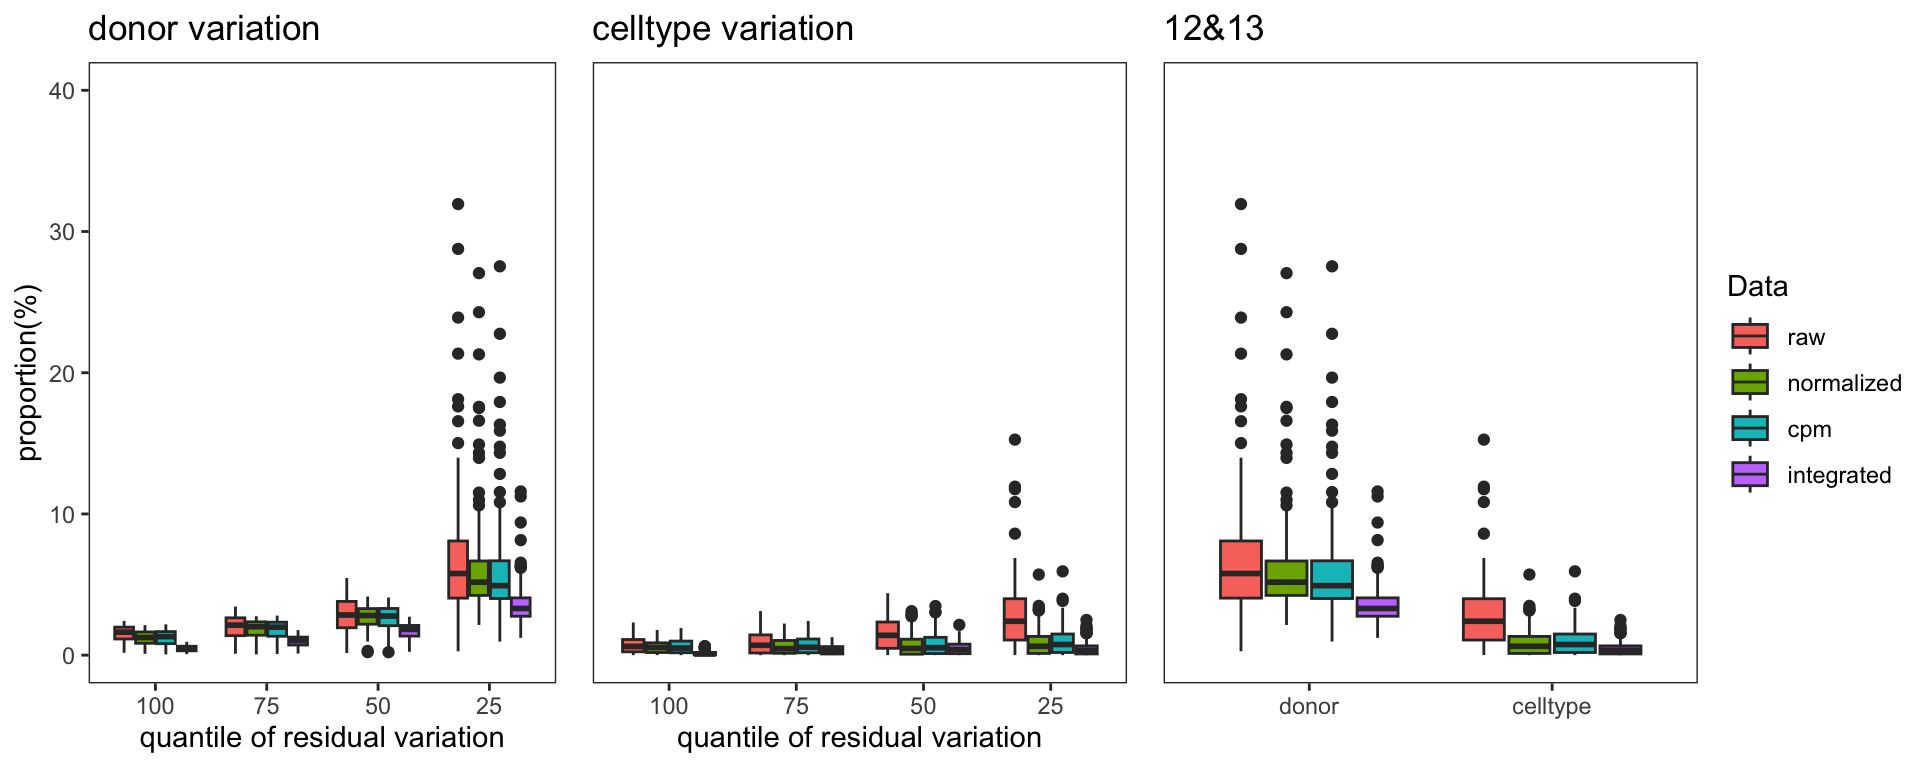 donor variation
celltype variation
12&13
proportion(%)
40
30
20
10
0
100 75 50 25
quantile of residual variation
100 75 50 25
quantile of residual variation
donor celltype
Data
raw
normalized
cpm
integrated